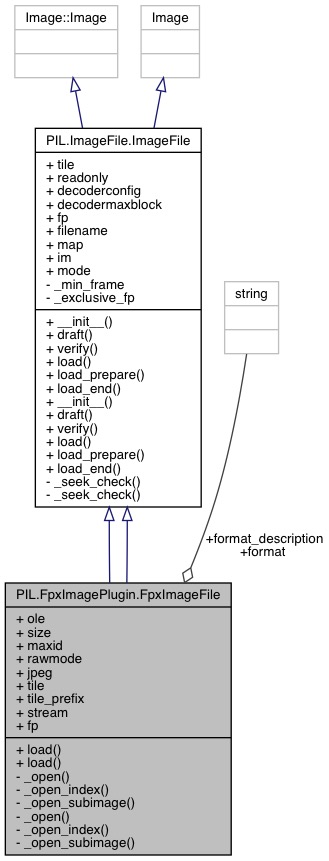 Image::Image
Image
PIL.ImageFile.ImageFile
+ tile
+ readonly
+ decoderconfig
+ decodermaxblock
+ fp
+ filename
+ map
+ im
+ mode
- _min_frame
- _exclusive_fp
+ __init__()
+ draft()
+ verify()
+ load()
+ load_prepare()
+ load_end()
+ __init__()
+ draft()
+ verify()
+ load()
+ load_prepare()
+ load_end()
- _seek_check()
- _seek_check()
string
+format_description
+format
PIL.FpxImagePlugin.FpxImageFile
+ ole
+ size
+ maxid
+ rawmode
+ jpeg
+ tile
+ tile_prefix
+ stream
+ fp
+ load()
+ load()
- _open()
- _open_index()
- _open_subimage()
- _open()
- _open_index()
- _open_subimage()